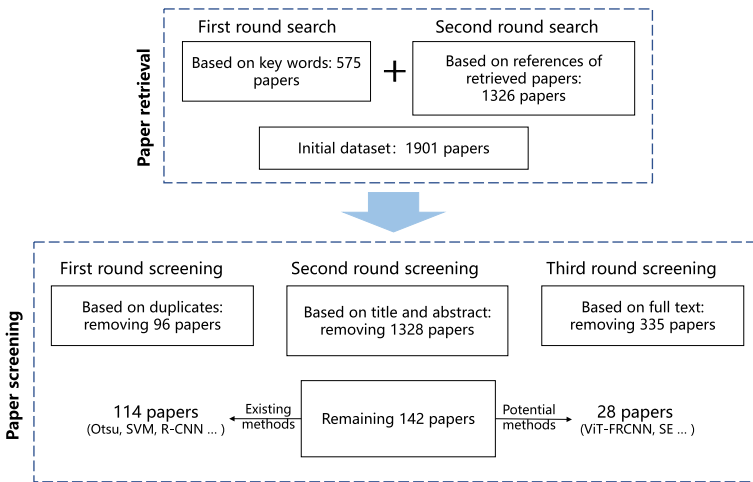 Paper retrieval
First round search
Second round search
Based on key words: 575
papers
+
Based on references of
retrieved papers:
1326 papers
Initial dataset: 1901 papers
Paper screening
First round screening
Second round screening
Third round screening
Based on duplicates:
removing 96 papers
Based on title and abstract:
removing 1328 papers
Based on full text:
removing 335 papers
114 papers
(Otsu, SVM, R-CNN ... )
Existing
methods
Remaining 142 papers
Potential
methods
28 papers
(ViT-FRCNN, SE ... )